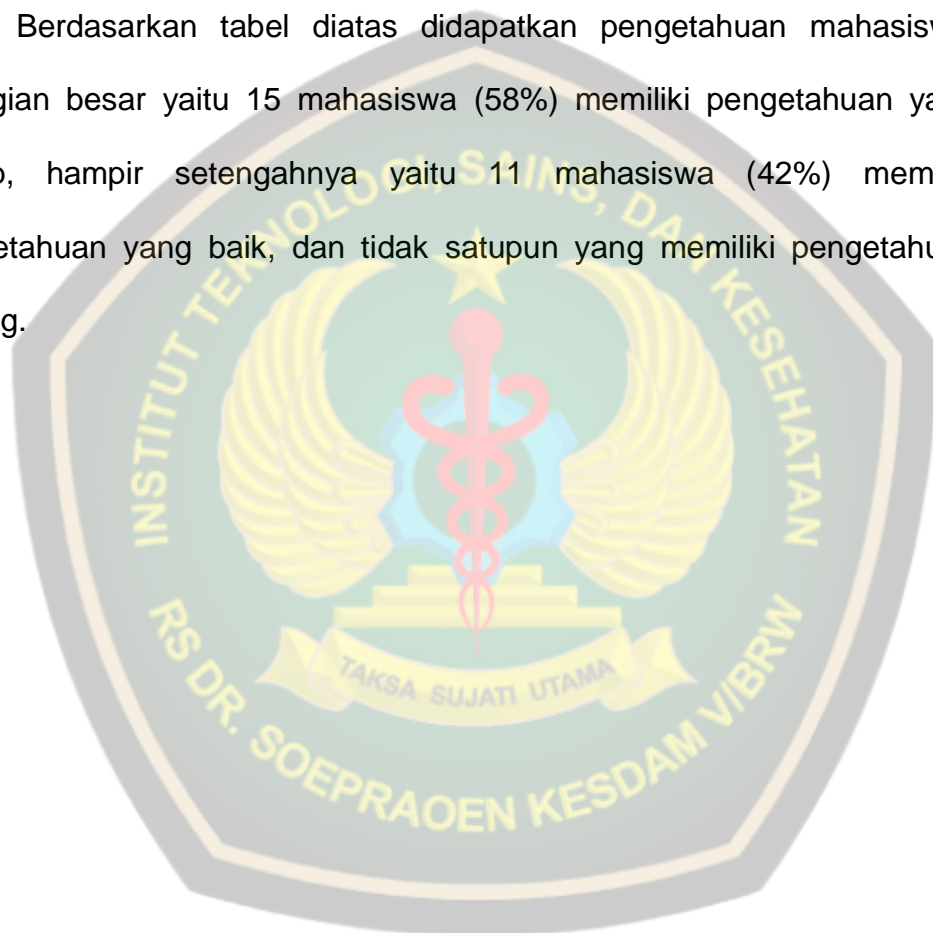 Berdasarkan tabel diatas didapatkan pengetahuan mahasisw
gian besar yaitu 15 mahasiswa (58%) memiliki pengetahuan ya
o, hampir setengahnya yaitu 11 mahasiswa (42%) mem
etahuan yang baik, dan tidak satupun yang memiliki pengetahu
g.
INSTITUT TEKNOLOGI, SAINS, DAN KESEHATAN
TAKSA SUJATI UTAMA
RS DR. SOEPRAOEN KESDAM V/BRW